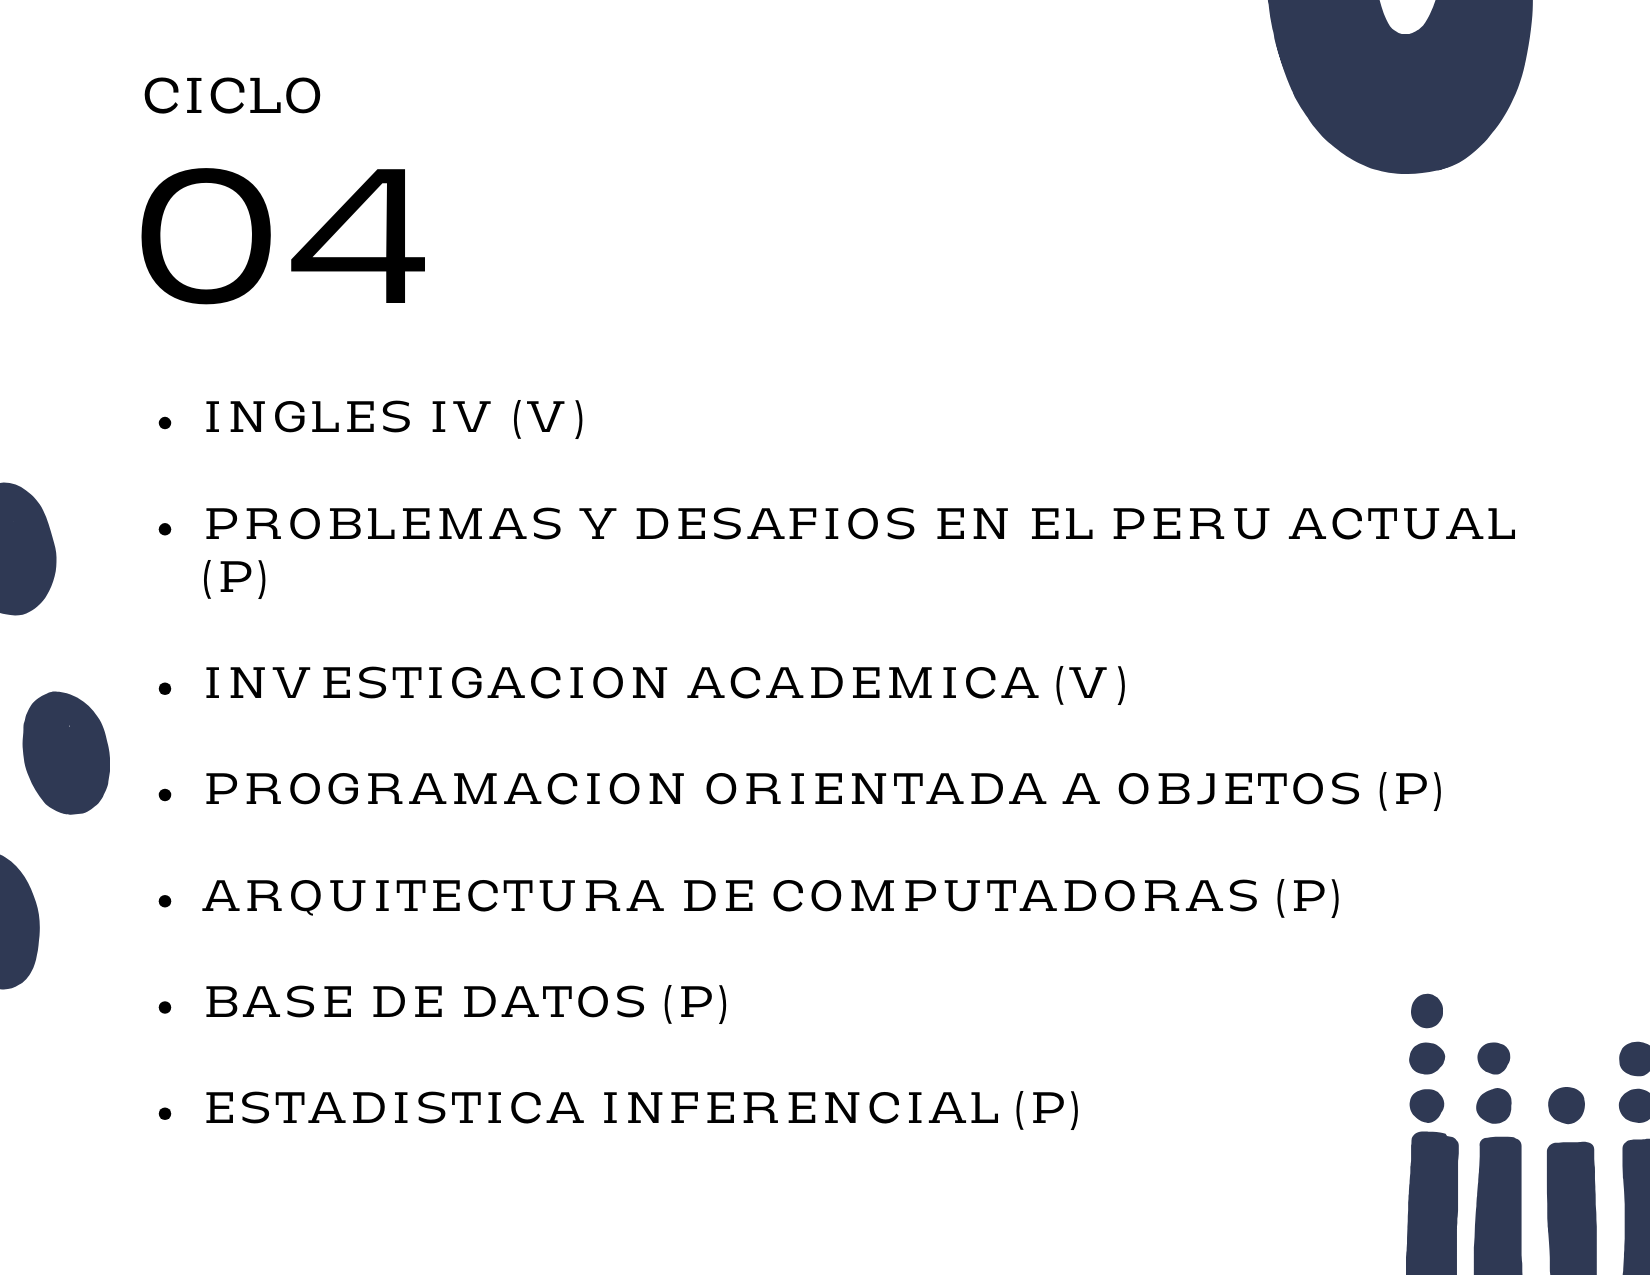 CICLO
04
• INGLES IV (V)
• PROBLEMAS Y DESAFIOS EN EL PERU ACTUAL
(P)
• INVESTIGACION ACADEMICA (V)
• PROGRAMACION ORIENTADA A OBJETOS (P)
• ARQUITECTURA DE COMPUTADORAS (P)
• BASE DE DATOS (P)
• ESTADISTICA INFERENCIAL (P)